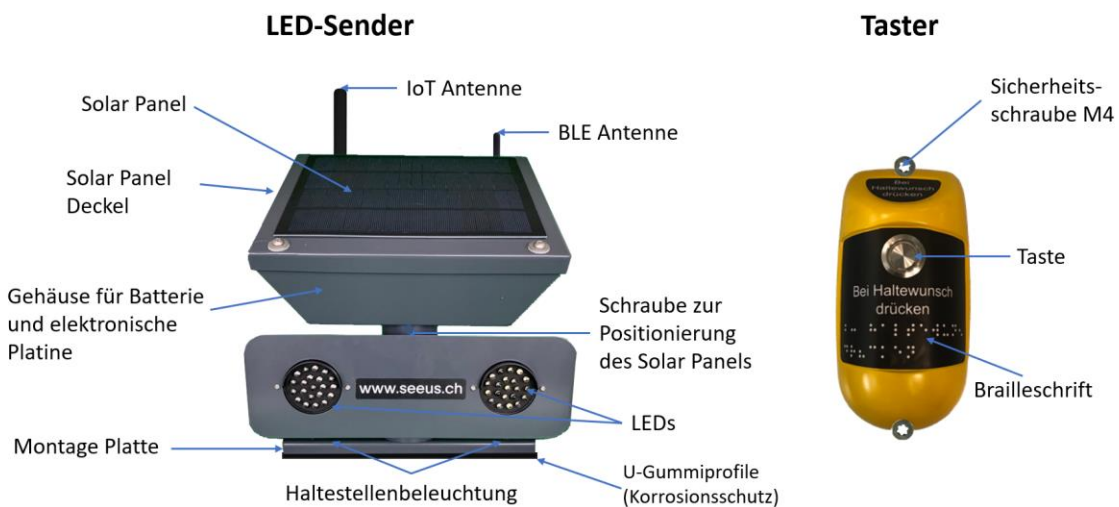 LED-Sender
Taster
IoT Antenne
Solar Panel
BLE Antenne
Solar Panel
Deckel
Gehäuse für Batterie
und elektronische
Platine
Schraube zur
Positionierung
des Solar Panels
www.seeus.ch
LEDs
Montage Platte
Haltestellenbeleuchtung
U-Gummiprofile
(Korrosionsschutz)
Sicherheits-
schraube M4
Bei
Haltewunsch
drücken
Taste
Bei Haltewunsch
drücken
Brailleschrift